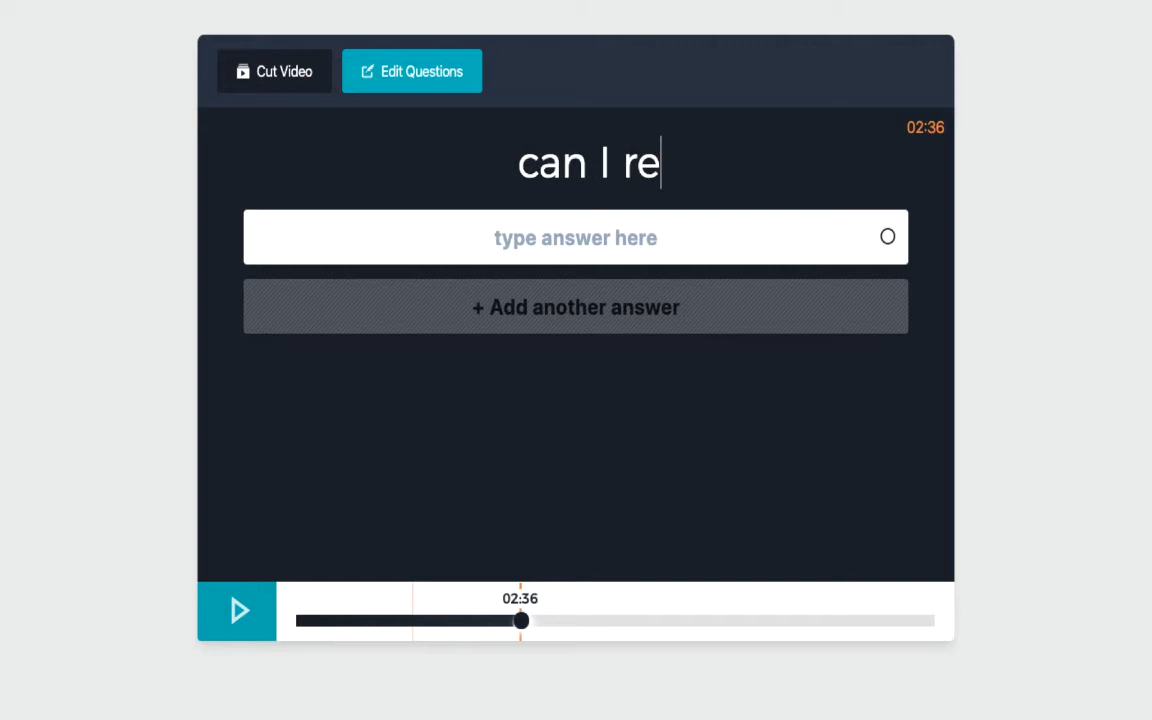 Cut Video
Edit Questions
02:36
can I re
type answer here
+ Add another answer
02:36